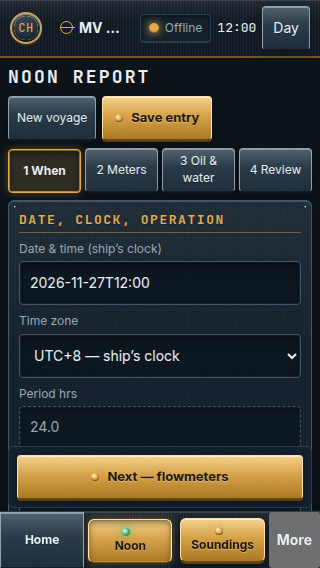 CH MV ... Offline 12:00 Day
NOON REPORT
New voyage Save entry
1 When 2 Meters 3 Oil & water 4 Review
DATE, CLOCK, OPERATION
Date & time (ship's clock)
2026-11-27T12:00
Time zone
UTC+8 — ship's clock
Period hrs
24.0
Next — flowmeters
Home Noon Soundings More